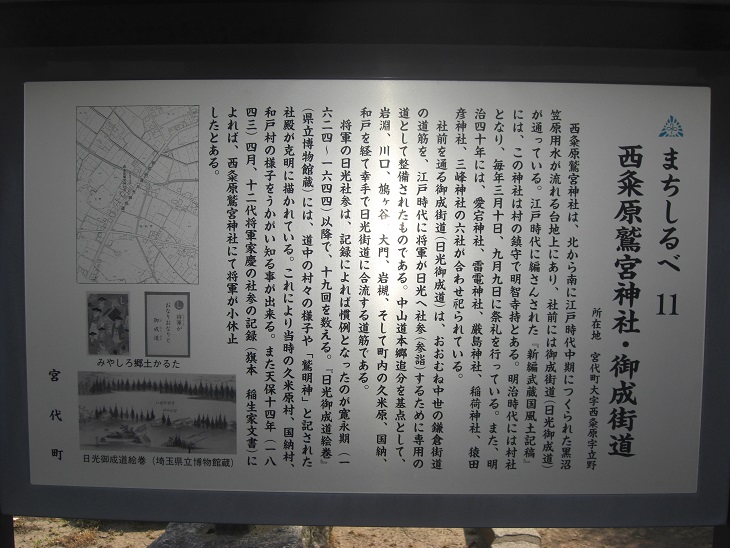 まちしるべ 11
西粂原鷲宮神社・御成街道
所在地 宮代町大字西粂原字立野
西粂原鷲宮神社は、北から南に江戸時代中期につくられた黒沼
笠原用水が流れる台地上にあり、社前には御成街道(日光御成道)
が通っている。江戸時代に編さんされた『新編武蔵国風土記稿』
には、この神社は村の鎮守で明智寺持とある。明治時代には村社
となり、毎年三月十日、九月九日に祭礼を行っている。また、明
治四十年には、愛宕神社、雷電神社、厳島神社、稲荷神社、猿田
彦神社、三峰神社の六社が合わせ祀られている。
社前を通る御成街道(日光御成道)は、おおむね中世の鎌倉街道
の道筋を、江戸時代に将軍が日光へ社参(参詣)するために専用の
道として整備されたものである。中山道本郷追分を基点として、
岩淵、川口、鳩ヶ谷、大門、岩槻、そして町内の久米原、国納、
和戸を経て幸手で日光街道に合流する道筋である。
将軍の日光社参は、記録によれば慣例となったのが寛永期(一
六二四～一六四四)以降で、十九回を数える。『日光御成道絵巻』
(県立博物館蔵)には、道中の村々の様子や「鷲明神」と記された
社殿が克明に描かれている。これにより当時の久米原村、国納村、
和戸村の様子をうかがい知る事が出来る。また天保十四年(一八
四三)四月、十二代将軍家慶の社参の記録(旗本 稲生家文書)に
よれば、西粂原鷲宮神社にて将軍が小休止
したとある。
みやしろ郷土かるた
日光御成道絵巻(埼玉県立博物館蔵)
宮代町